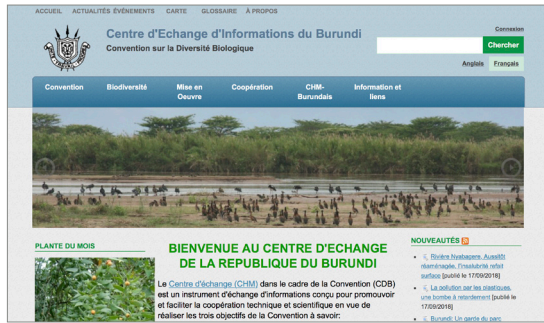 ACCUEIL ACTUALITÉS ÉVÉNEMENTS CARTE GLOSSAIRE À PROPOS
Connexion
Centre d'Echange d'Informations du Burundi
Convention sur la Diversité Biologique
Chercher
Anglais Français
Convention Biodiversité Mise en Oeuvre Coopération CHM-Burundais Information et liens
PLANTE DU MOIS
BIENVENUE AU CENTRE D'ECHANGE
DE LA REPUBLIQUE DU BURUNDI
Le Centre d'échange (CHM) dans le cadre de la Convention (CDB)
est un instrument d'échange d'informations conçu pour promouvoir
et faciliter la coopération technique et scientifique en vue de
réaliser les trois objectifs de la Convention à savoir:
NOUVEAUTÉS
Rivière Nyabagere. Aussitôt
réaménagée, l'insalubrité refait
surface [publié le 17/09/2018]
La pollution par les plastiques,
une bombe à retardement [publié le
17/09/2018]
Burundi: Un garde du parc